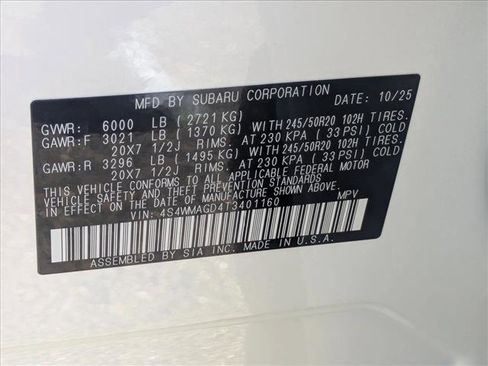 MFD BY SUBARU CORPORATION DATE: 10/25
GVWR: 6000 LB (2721 KG)
GAWR:F 3021 LB (1370 KG) WITH 245/50R20 102H TIRES.
20X7 1/2J RIMS. AT 230 KPA (33 PSI) COLD
GAWR:R 3296 LB (1495 KG) WITH 245/50R20 102H TIRES.
20X7 1/2J RIMS. AT 230 KPA (33 PSI) COLD
THIS VEHICLE CONFORMS TO ALL APPLICABLE FEDERAL MOTOR
VEHICLE SAFETY STANDARDS
IN EFFECT ON THE DATE OF MANUFACTURE SHOWN ABOVE.
VIN: 4S4WMAGD4T3401160 MPV
ASSEMBLED BY SIA INC. MADE IN U.S.A.